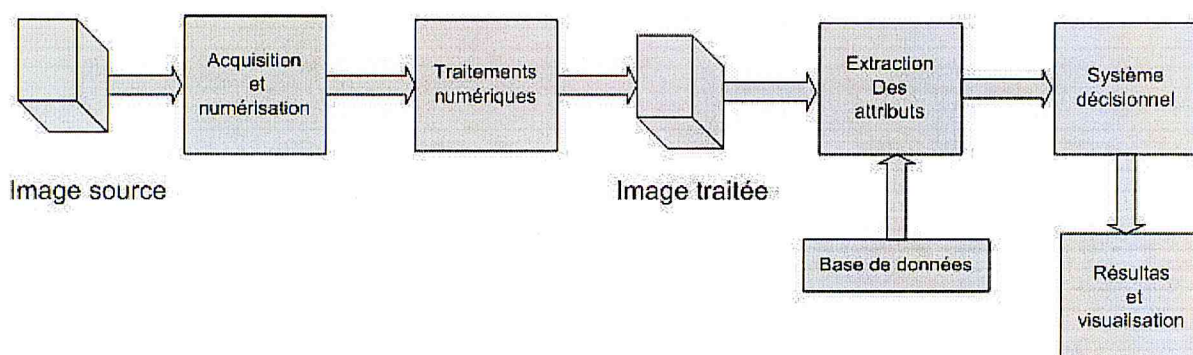 Image source
Acquisition
et
numérisation
Traitements
numériques
Image traitée
Extraction
Des
attributs
Base de données
Système
décisionnel
Résultas
et
visualisation